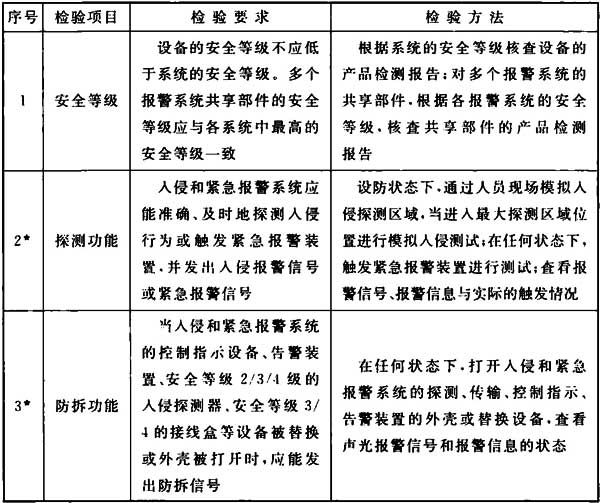 序号 检验项目 检验要求 检验方法
设备的安全等级不应低
于系统的安全等级。多个
报警系统共享部件的安全
等级应与各系统中最高的
安全等级一致
根据系统的安全等级核查设备的
产品检测报告；对多个报警系统的
共享部件，根据各报警系统的安全
等级，核查共享部件的产品检测
报告
1 安全等级
入侵和紧急报警系统应
能准确、及时地探测入侵
行为或触发紧急报警装
置，并发出入侵报警信号
或紧急报警信号
设防状态下，通过人员现场模拟入
侵探测区域，当进入最大探测区域位
置进行模拟入侵测试；在任何状态下，
触发紧急报警装置进行测试；查看报
警信号、报警信息与实际的触发情况
2* 探测功能
当入侵和紧急报警系统
的控制指示设备、告警装
置、安全等级 2/3/4 级的
入侵探测器、安全等级 3/
4 的接线盒等设备被替换
或外壳被打开时，应能发
出防拆信号
在任何状态下，打开入侵和紧急
报警系统的探测、传输、控制指示、
告警装置的外壳或替换设备，查看
声光报警信号和报警信息的状态
3* 防拆功能